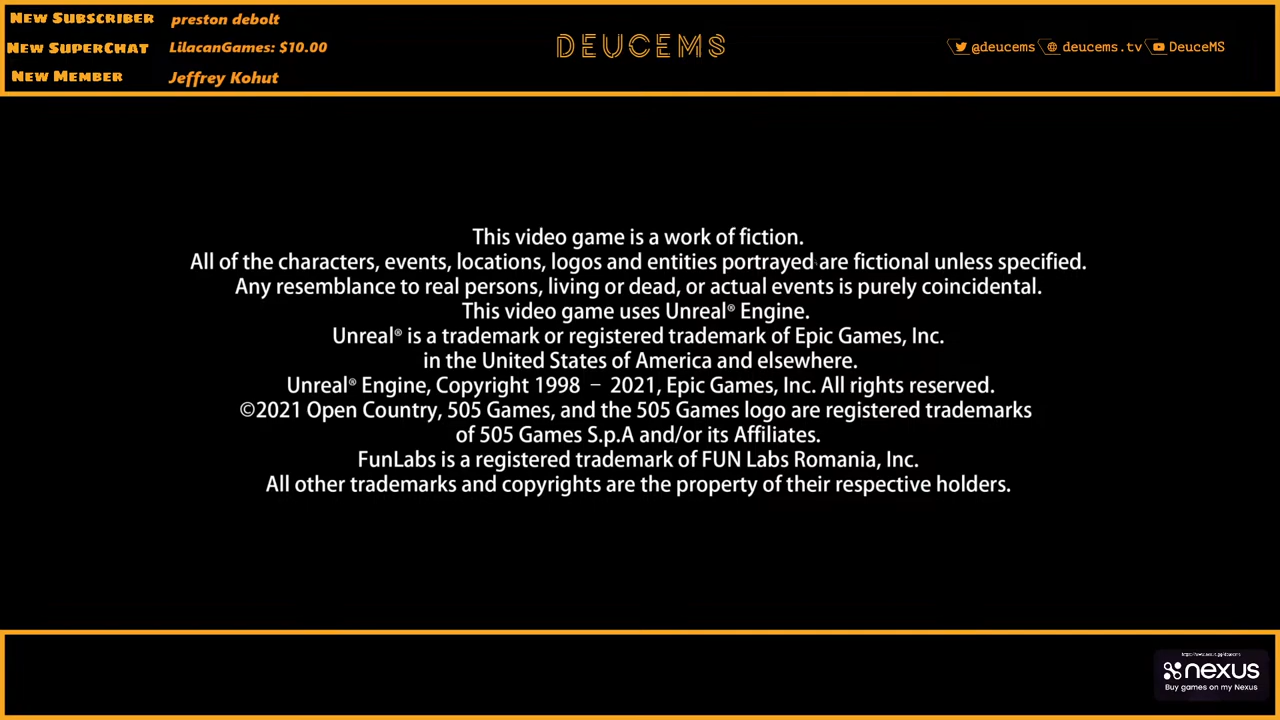 New Subscriber preston debolt
New SuperChat LilacanGames: $10.00
New Member Jeffrey Kohut
DEUCEMS
@deucems deucems.tv DeuceMS
This video game is a work of fiction.
All of the characters, events, locations, logos and entities portrayed are fictional unless specified.
Any resemblance to real persons, living or dead, or actual events is purely coincidental.
This video game uses Unreal® Engine.
Unreal® is a trademark or registered trademark of Epic Games, Inc.
in the United States of America and elsewhere.
Unreal® Engine, Copyright 1998 – 2021, Epic Games, Inc. All rights reserved.
©2021 Open Country, 505 Games, and the 505 Games logo are registered trademarks
of 505 Games S.p.A and/or its Affiliates.
FunLabs is a registered trademark of FUN Labs Romania, Inc.
All other trademarks and copyrights are the property of their respective holders.
nexus
Buy games on my Nexus